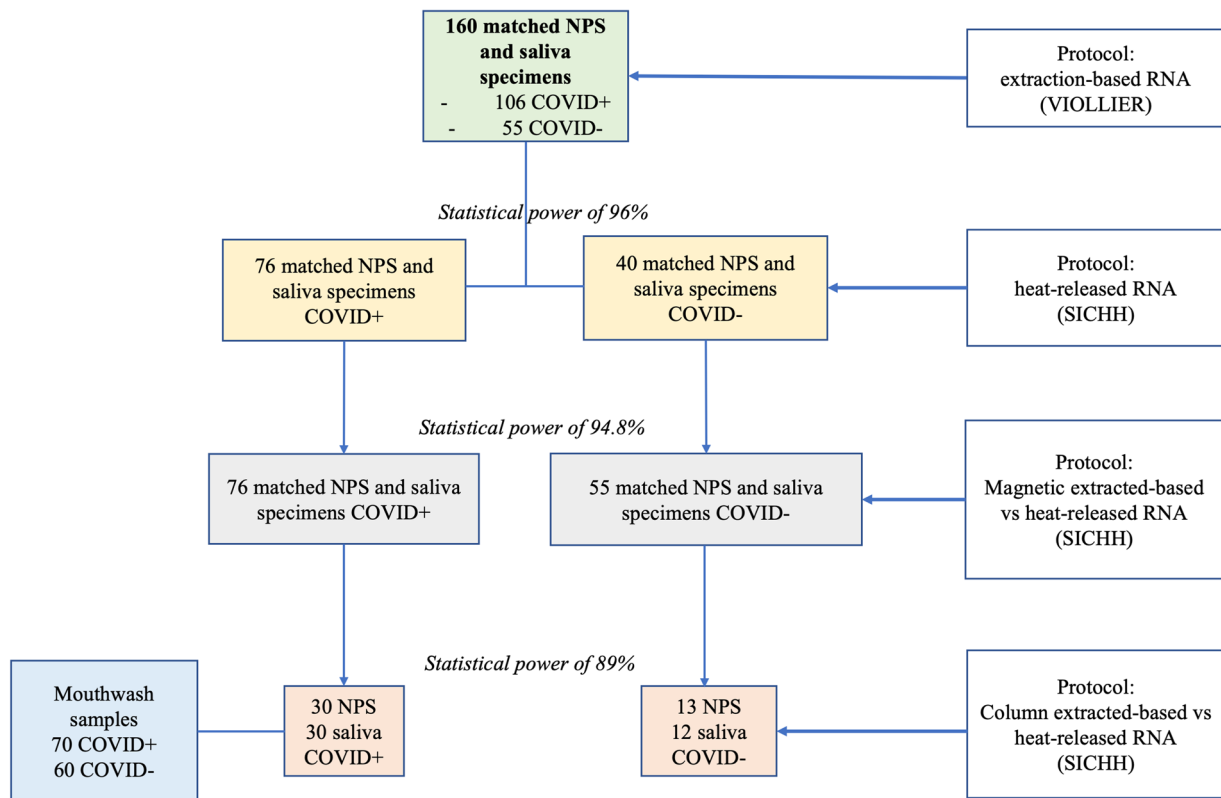 160 matched NPS
and saliva
specimens
- 106 COVID+
- 55 COVID-
Protocol:
extraction-based RNA
(VIOLLIER)
Statistical power of 96%
76 matched NPS and
saliva specimens
COVID+
40 matched NPS and
saliva specimens
COVID-
Protocol:
heat-released RNA
(SICHH)
Statistical power of 94.8%
76 matched NPS and saliva
specimens COVID+
55 matched NPS and saliva
specimens COVID-
Protocol:
Magnetic extracted-based
vs heat-released RNA
(SICHH)
Statistical power of 89%
Mouthwash
samples
70 COVID+
60 COVID-
30 NPS
30 saliva
COVID+
13 NPS
12 saliva
COVID-
Protocol:
Column extracted-based vs
heat-released RNA
(SICHH)